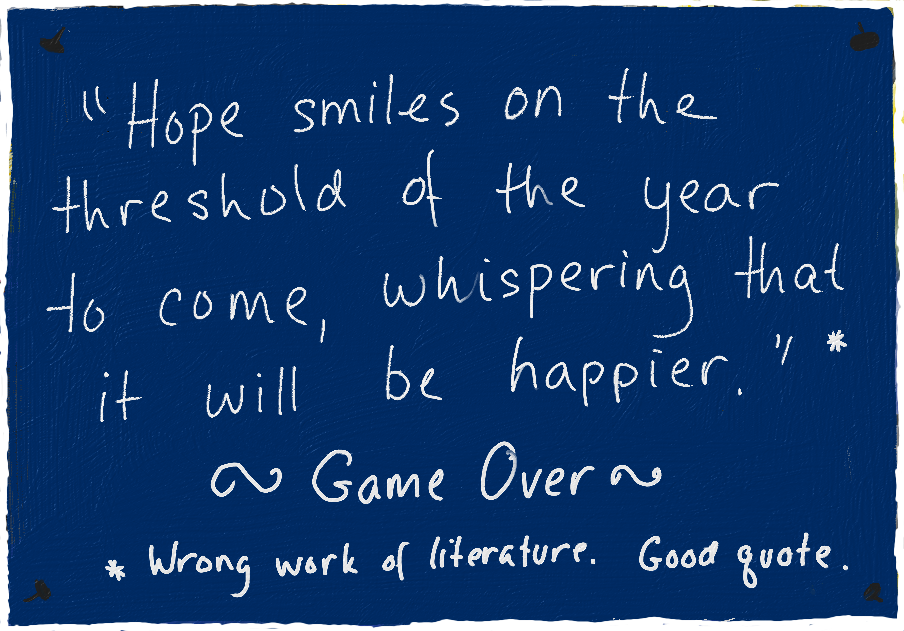 "Hope smiles on the
threshold of the year
to come, whispering that
it will be happier." *
~ Game Over ~
* Wrong work of literature. Good quote.